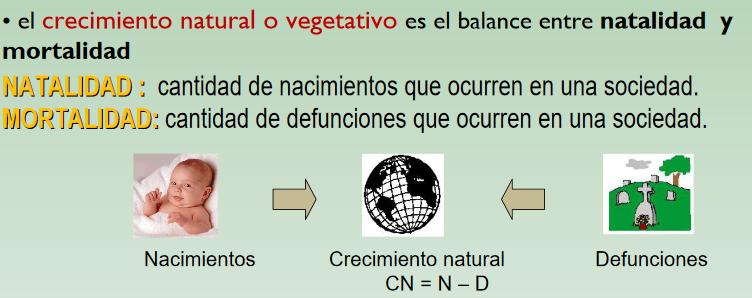 • el crecimiento natural o vegetativo es el balance entre natalidad y
mortalidad
NATALIDAD : cantidad de nacimientos que ocurren en una sociedad.
MORTALIDAD: cantidad de defunciones que ocurren en una sociedad.
Nacimientos
Crecimiento natural
CN = N – D
Defunciones